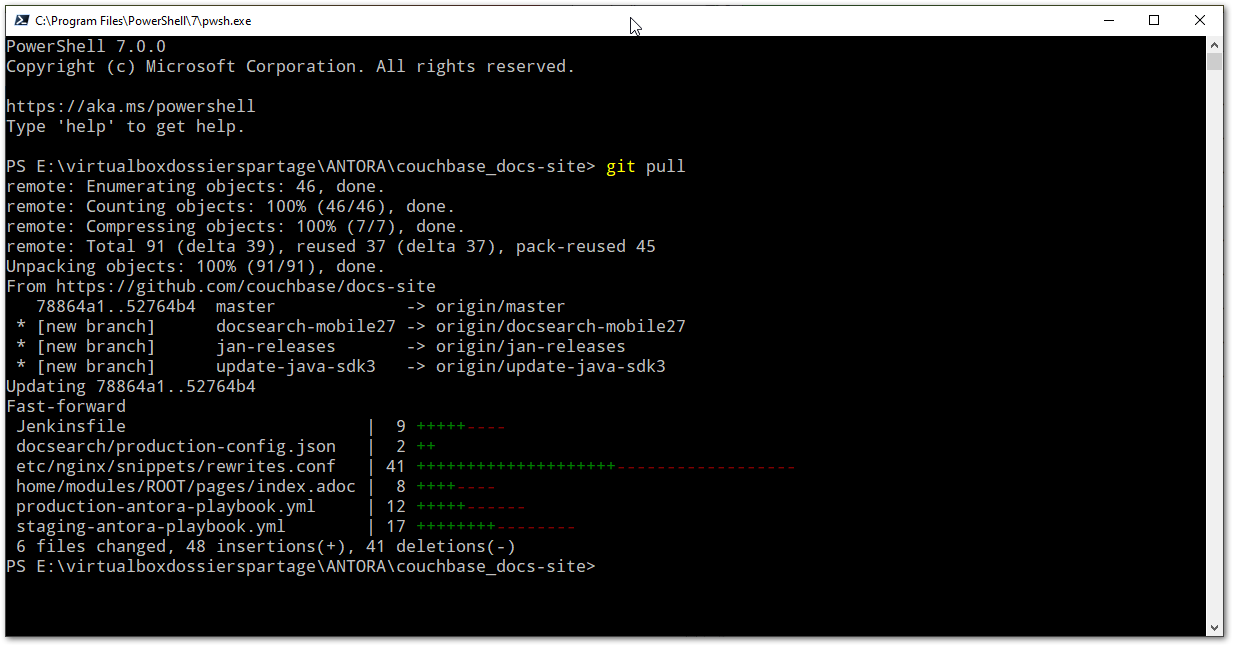 C:\Program Files\PowerShell\7\pwsh.exe
PowerShell 7.0.0
Copyright (c) Microsoft Corporation. All rights reserved.
https://aka.ms/powershell
Type 'help' to get help.
PS E:\virtualboxdossierspartage\ANTORA\couchbase_docs-site> git pull
remote: Enumerating objects: 46, done.
remote: Counting objects: 100% (46/46), done.
remote: Compressing objects: 100% (7/7), done.
remote: Total 91 (delta 39), reused 37 (delta 37), pack-reused 45
Unpacking objects: 100% (91/91), done.
From https://github.com/couchbase/docs-site
   78864a1..52764b4  master              -> origin/master
 * [new branch]      docsearch-mobile27 -> origin/docsearch-mobile27
 * [new branch]      jan-releases       -> origin/jan-releases
 * [new branch]      update-java-sdk3   -> origin/update-java-sdk3
Updating 78864a1..52764b4
Fast-forward
 Jenkinsfile                        |  9 +++++----
 docsearch/production-config.json   |  2 ++
 etc/nginx/snippets/rewrites.conf   | 41 ++++++++++++++++++++------------------
 home/modules/ROOT/pages/index.adoc |  8 ++++----
 production-antora-playbook.yml     | 12 +++++------
 staging-antora-playbook.yml        | 17 ++++++++--------
 6 files changed, 48 insertions(+), 41 deletions(-)
PS E:\virtualboxdossierspartage\ANTORA\couchbase_docs-site>